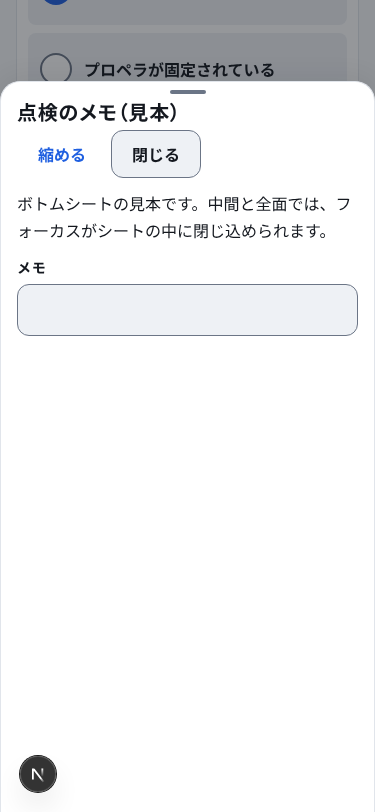 プロペラが固定されている
点検のメモ（見本）
縮める
閉じる
ボトムシートの見本です。中間と全面では、フ
ォーカスがシートの中に閉じ込められます。
メモ
N